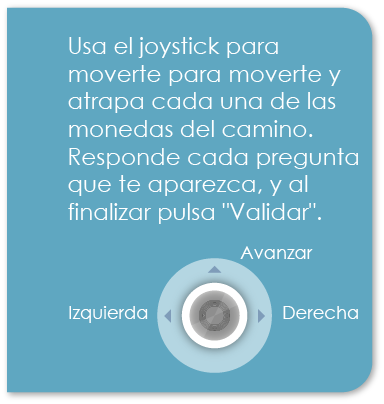 Usa el joystick para
moverte para moverte y
atrapa cada una de las
monedas del camino.
Responde cada pregunta
que te aparezca, y al
finalizar pulsa "Validar".
Avanzar
Izquierda
Derecha